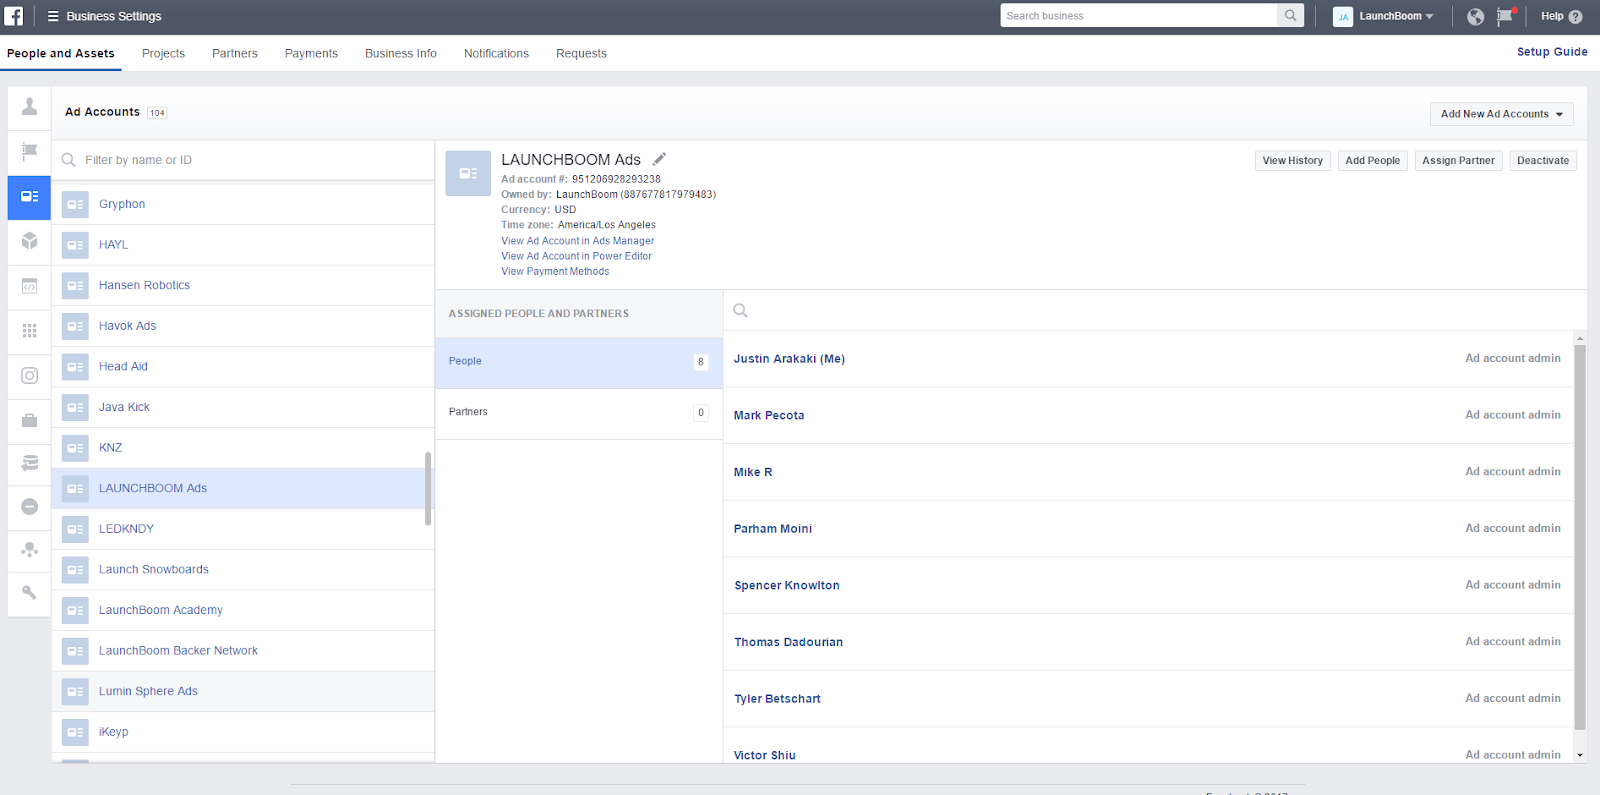 Business Settings
Search business
JA LaunchBoom
Help ?
People and Assets Projects Partners Payments Business Info Notifications Requests Setup Guide
Ad Accounts 104
Add New Ad Accounts
Filter by name or ID
Gryphon
HAYL
Hansen Robotics
Havok Ads
Head Aid
Java Kick
KNZ
LAUNCHBOOM Ads
LEDKNDY
Launch Snowboards
LaunchBoom Academy
LaunchBoom Backer Network
Lumin Sphere Ads
iKeyp
LAUNCHBOOM Ads
View History Add People Assign Partner Deactivate
Ad account #: 951206928293238
Owned by: LaunchBoom (887677817979483)
Currency: USD
Time zone: America/Los Angeles
View Ad Account in Ads Manager
View Ad Account in Power Editor
View Payment Methods
ASSIGNED PEOPLE AND PARTNERS
People 8
Partners 0
Justin Arakaki (Me) Ad account admin
Mark Pecota Ad account admin
Mike R Ad account admin
Parham Moini Ad account admin
Spencer Knowlton Ad account admin
Thomas Dadourian Ad account admin
Tyler Betschart Ad account admin
Victor Shiu Ad account admin